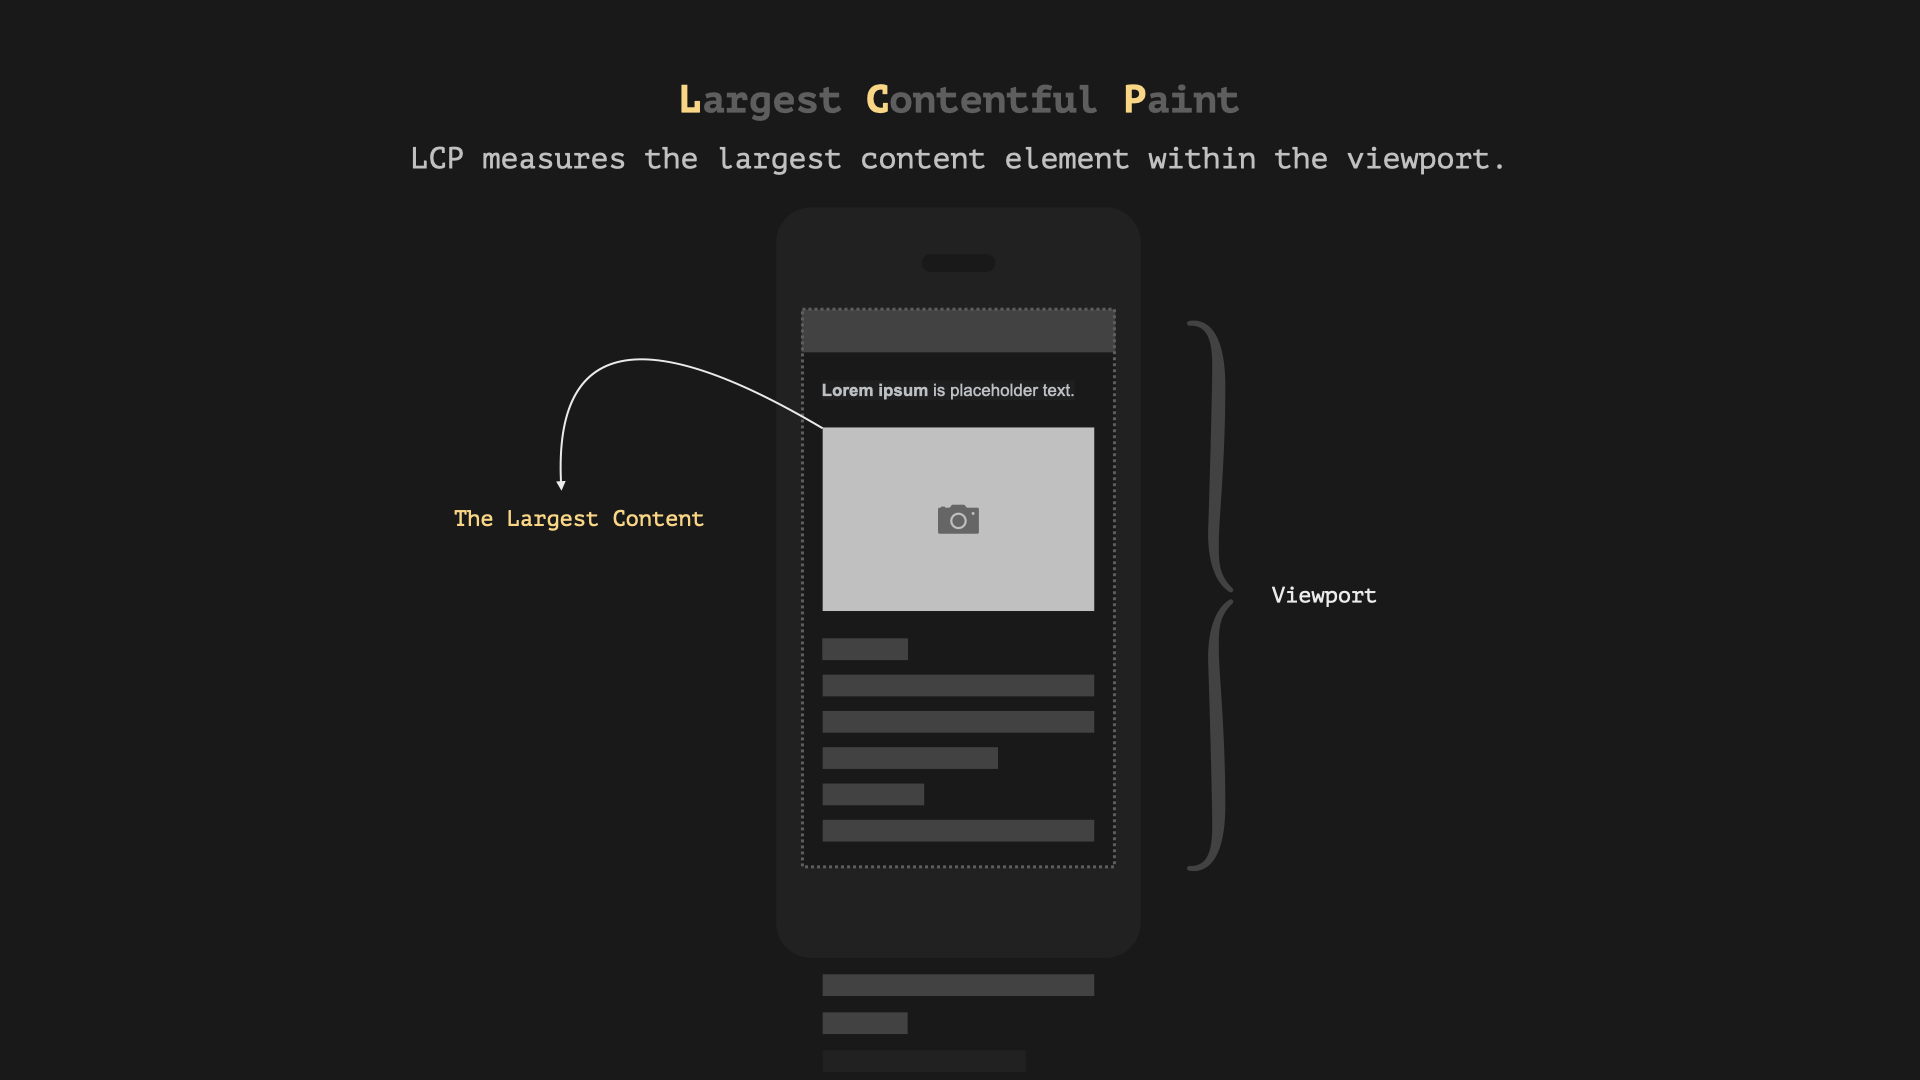 Largest Contentful Paint
LCP measures the largest content element within the viewport.
Lorem ipsum is placeholder text.
The Largest Content
Viewport